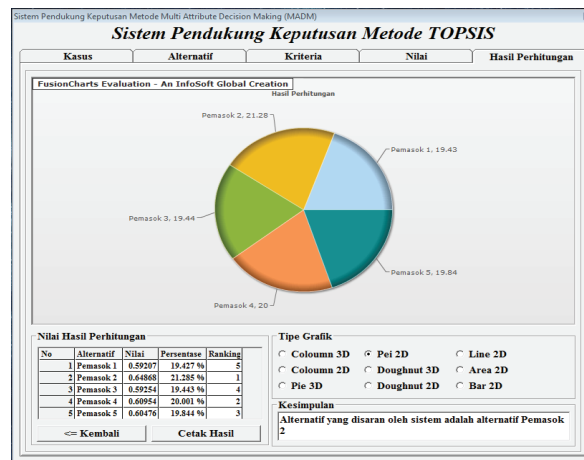 Sistem Pendukung Keputusan Metode Multi Attribute Decision Making (MADM)
Sistem Pendukung Keputusan Metode TOPSIS
Kasus Alternatif Kriteria Nilai Hasil Perhitungan
FusionCharts Evaluation - An InfoSoft Global Creation
Hasil Perhitungan
Pemasok 2, 21.28
Pemasok 1, 19.43
Pemasok 3, 19.44
Pemasok 5, 19.84
Pemasok 4, 20
Nilai Hasil Perhitungan
No Alternatif Nilai Persentase Ranking
1 Pemasok 1 0.59207 19.427 % 5
2 Pemasok 2 0.64868 21.285 % 1
3 Pemasok 3 0.59254 19.443 % 4
4 Pemasok 4 0.60954 20.001 % 2
5 Pemasok 5 0.60476 19.844 % 3
<= Kembali Cetak Hasil
Tipe Grafik
Coloumn 3D Pei 2D Line 2D
Coloumn 2D Doughnut 3D Area 2D
Pie 3D Doughnut 2D Bar 2D
Kesimpulan
Alternatif yang disaran oleh sistem adalah alternatif Pemasok
2